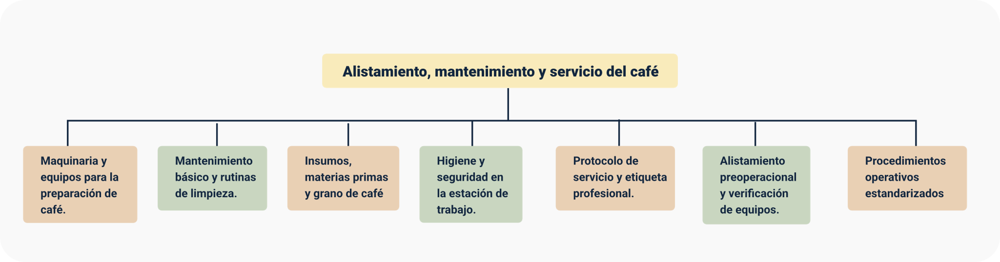 Alistamiento, mantenimiento y servicio del café
Maquinaria y
equipos para la
preparación de
café.
Mantenimiento
básico y rutinas
de limpieza.
Insumos,
materias primas
y grano de café
Higiene y
seguridad en
la estación de
trabajo.
Protocolo de
servicio y etiqueta
profesional.
Alistamiento
preoperacional
y verificación
de equipos.
Procedimientos
operativos
estandarizados